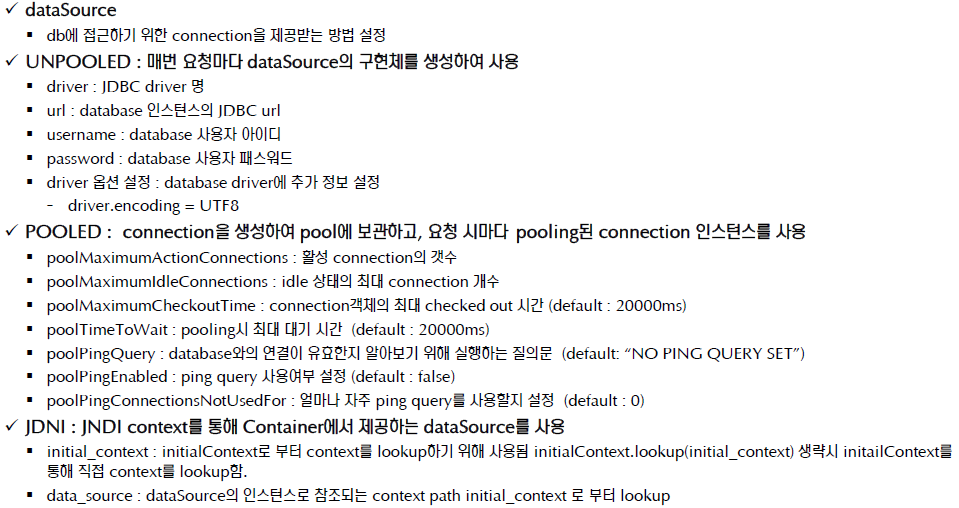 ✓ dataSource
▪ db에 접근하기 위한 connection을 제공받는 방법 설정
✓ UNPOOLED : 매번 요청마다 dataSource의 구현체를 생성하여 사용
▪ driver : JDBC driver 명
▪ url : database 인스턴스의 JDBC url
▪ username : database 사용자 아이디
▪ password : database 사용자 패스워드
▪ driver 옵션 설정 : database driver에 추가 정보 설정
- driver.encoding = UTF8
✓ POOLED : connection을 생성하여 pool에 보관하고, 요청 시마다 pooling된 connection 인스턴스를 사용
▪ poolMaximumActionConnections : 활성 connection의 갯수
▪ poolMaximumIdleConnections : idle 상태의 최대 connection 개수
▪ poolMaximumCheckoutTime : connection객체의 최대 checked out 시간 (default : 20000ms)
▪ poolTimeToWait : pooling시 최대 대기 시간 (default : 20000ms)
▪ poolPingQuery : database와의 연결이 유효한지 알아보기 위해 실행하는 질의문 (default: “NO PING QUERY SET”)
▪ poolPingEnabled : ping query 사용여부 설정 (default : false)
▪ poolPingConnectionsNotUsedFor : 얼마나 자주 ping query를 사용할지 설정 (default : 0)
✓ JDNI : JNDI context를 통해 Container에서 제공하는 dataSource를 사용
▪ initial_context : initialContext로 부터 context를 lookup하기 위해 사용됨 initialContext.lookup(initial_context) 생략시 initailContext를
통해 직접 context를 lookup함.
▪ data_source : dataSource의 인스턴스로 참조되는 context path initial_context 로 부터 lookup